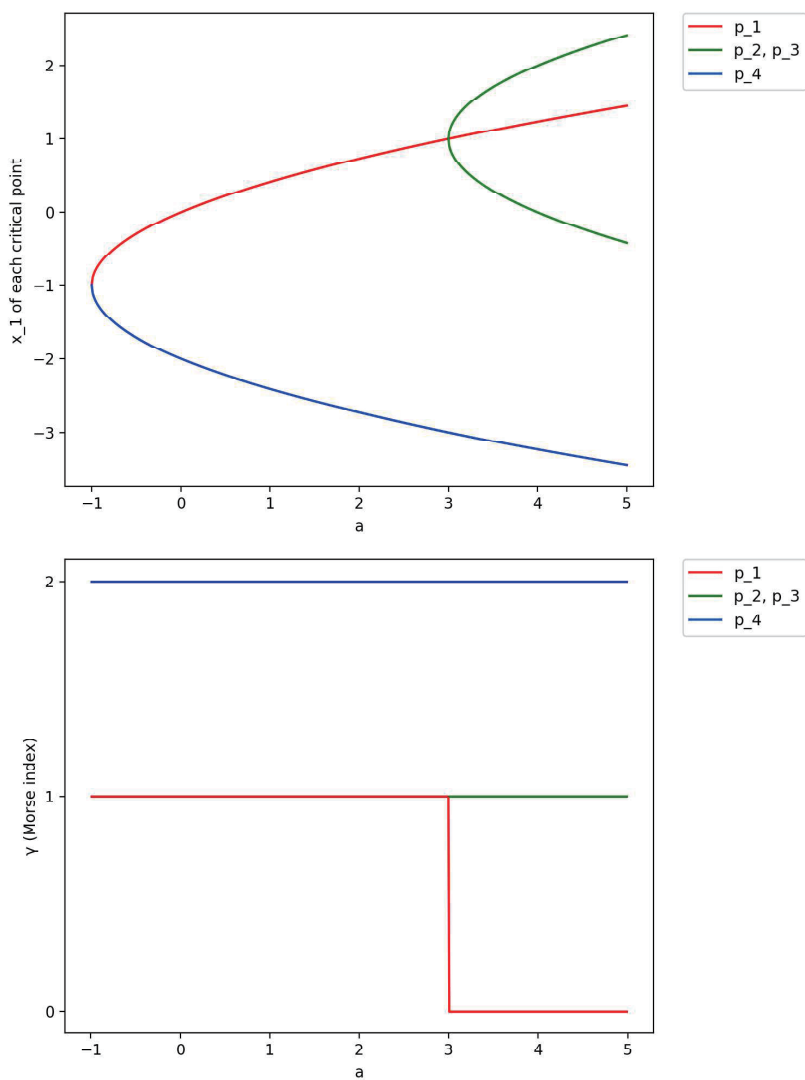 p_1
p_2, p_3
p_4
x_1 of each critical point
2
1
0
−1
−2
−3
−1 0 1 2 3 4 5
a
p_1
p_2, p_3
p_4
γ (Morse index)
2
1
0
−1 0 1 2 3 4 5
a